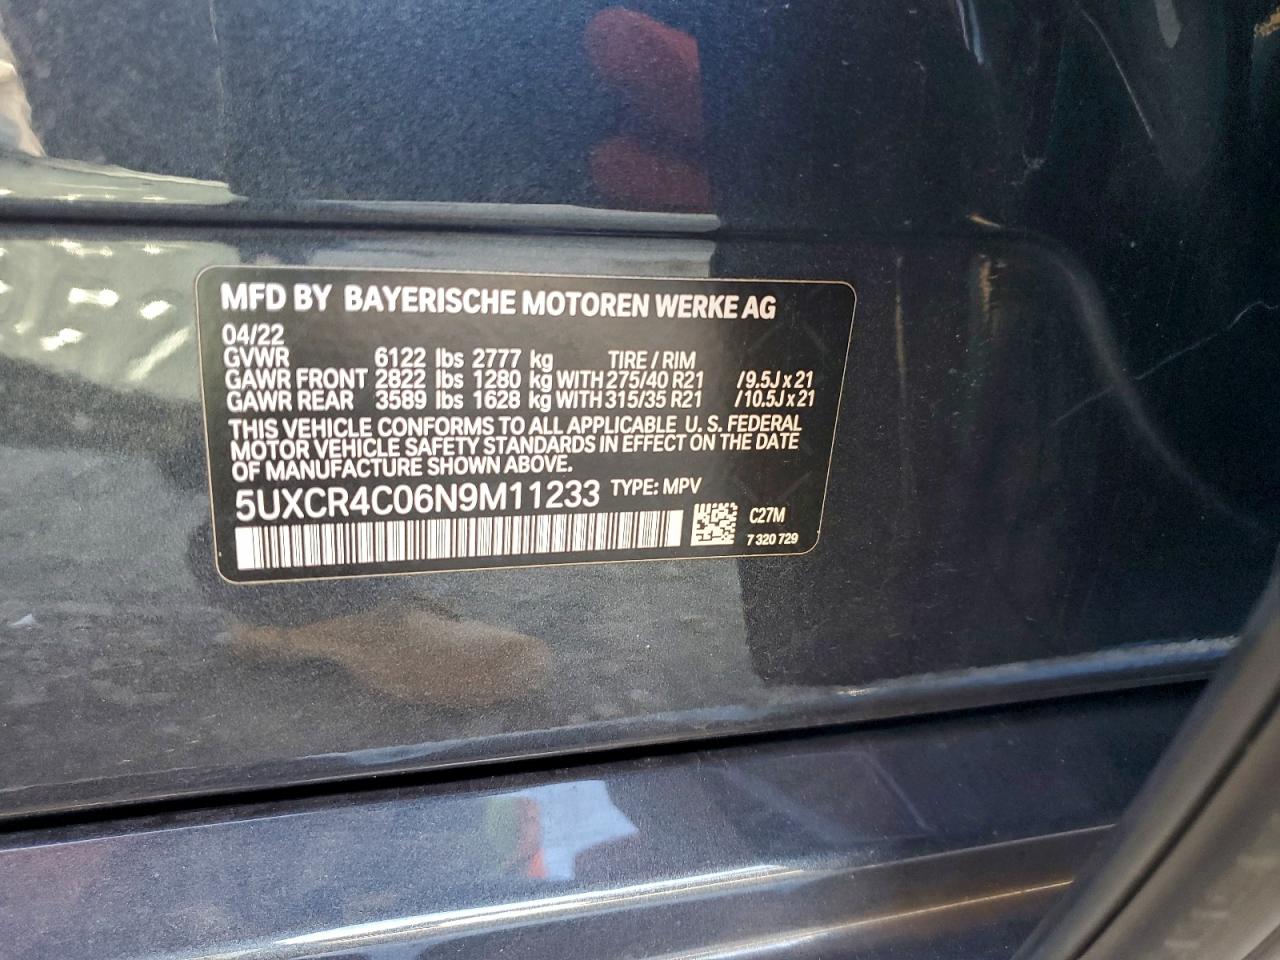 MFD BY BAYERISCHE MOTOREN WERKE AG
04/22
GVWR 6122 lbs 2777 kg TIRE / RIM
GAWR FRONT 2822 lbs 1280 kg WITH 275/40 R21 /9.5J x 21
GAWR REAR 3589 lbs 1628 kg WITH 315/35 R21 /10.5J x 21
THIS VEHICLE CONFORMS TO ALL APPLICABLE U. S. FEDERAL
MOTOR VEHICLE SAFETY STANDARDS IN EFFECT ON THE DATE
OF MANUFACTURE SHOWN ABOVE.
5UXCR4C06N9M11233 TYPE: MPV
C27M
7 320 729